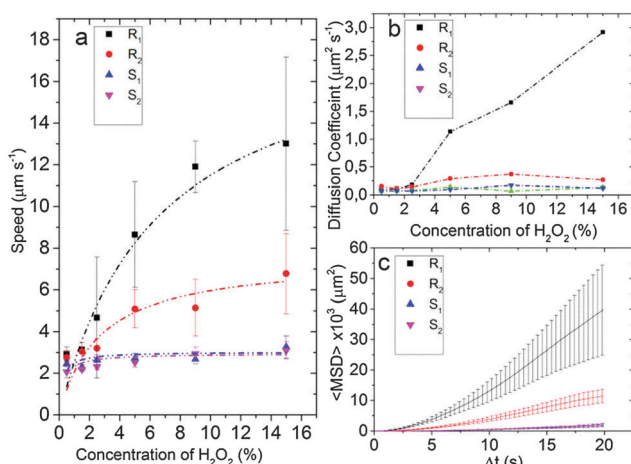 a
R1
R2
S1
S2
Speed (μm s⁻¹)
18
16
14
12
10
8
6
4
2
0
0 2 4 6 8 10 12 14 16
Concentration of H2O2 (%)
b
R1
R2
S1
S2
Diffusion Coefficeint (μm² s⁻¹)
3,0
2,5
2,0
1,5
1,0
0,5
0,0
0 2 4 6 8 10 12 14 16
Concentration of H2O2 (%)
c
R1
R2
S1
S2
<MSD> x10³ (μm²)
60
50
40
30
20
10
0
0 5 10 15 20
Δt (s)